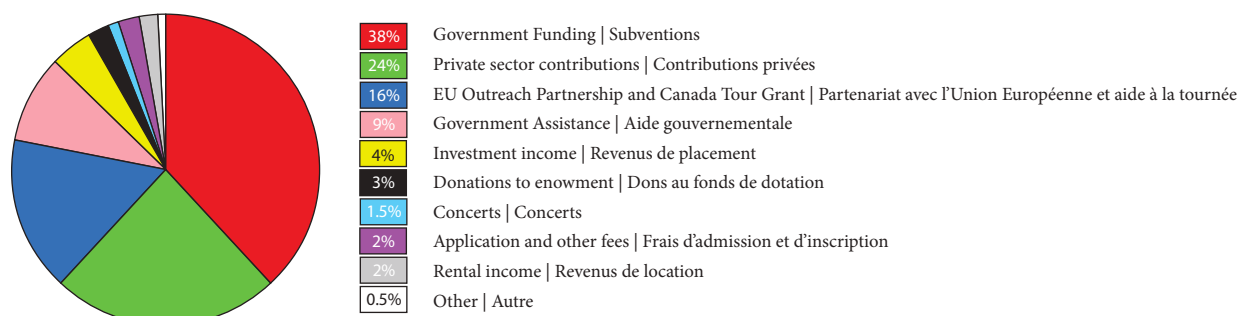 38% Government Funding | Subventions
24% Private sector contributions | Contributions privées
16% EU Outreach Partnership and Canada Tour Grant | Partenariat avec l’Union Européenne et aide à la tournée
9% Government Assistance | Aide gouvernementale
4% Investment income | Revenus de placement
3% Donations to enowment | Dons au fonds de dotation
1.5% Concerts | Concerts
2% Application and other fees | Frais d’admission et d’inscription
2% Rental income | Revenus de location
0.5% Other | Autre